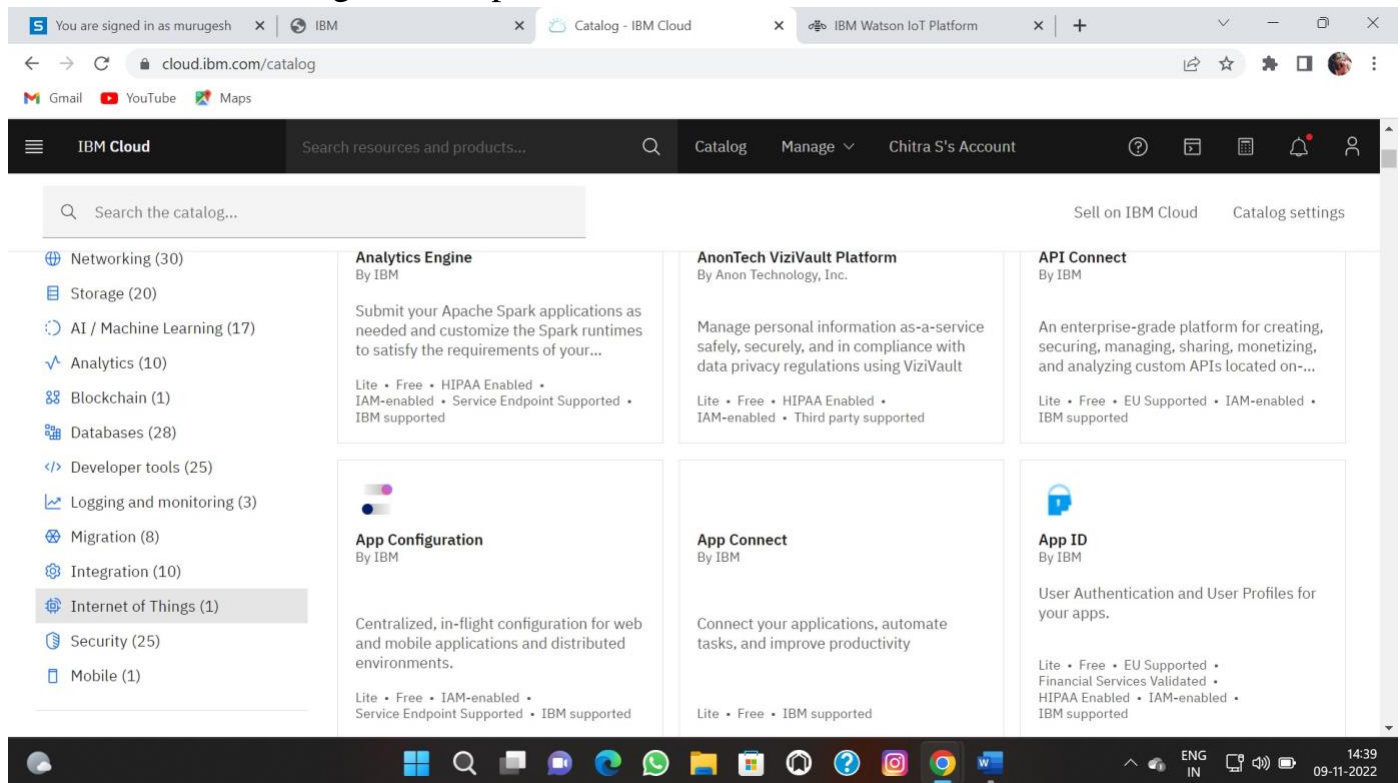 You are signed in as murugesh
IBM
Catalog - IBM Cloud
IBM Watson IoT Platform
cloud.ibm.com/catalog
Gmail
YouTube
Maps
IBM Cloud
Search resources and products...
Catalog
Manage
Chitra S's Account
Search the catalog...
Sell on IBM Cloud
Catalog settings
Networking (30)
Storage (20)
AI / Machine Learning (17)
Analytics (10)
Blockchain (1)
Databases (28)
Developer tools (25)
Logging and monitoring (3)
Migration (8)
Integration (10)
Internet of Things (1)
Security (25)
Mobile (1)
Analytics Engine
By IBM
Submit your Apache Spark applications as
needed and customize the Spark runtimes
to satisfy the requirements of your...
Lite • Free • HIPAA Enabled •
IAM-enabled • Service Endpoint Supported •
IBM supported
AnonTech ViziVault Platform
By Anon Technology, Inc.
Manage personal information as-a-service
safely, securely, and in compliance with
data privacy regulations using ViziVault
Lite • Free • HIPAA Enabled •
IAM-enabled • Third party supported
API Connect
By IBM
An enterprise-grade platform for creating,
securing, managing, sharing, monetizing,
and analyzing custom APIs located on-...
Lite • Free • EU Supported • IAM-enabled •
IBM supported
App Configuration
By IBM
Centralized, in-flight configuration for web
and mobile applications and distributed
environments.
Lite • Free • IAM-enabled •
Service Endpoint Supported • IBM supported
App Connect
By IBM
Connect your applications, automate
tasks, and improve productivity
Lite • Free • IBM supported
App ID
By IBM
User Authentication and User Profiles for
your apps.
Lite • Free • EU Supported •
Financial Services Validated •
HIPAA Enabled • IAM-enabled •
IBM supported
ENG
IN
14:39
09-11-2022